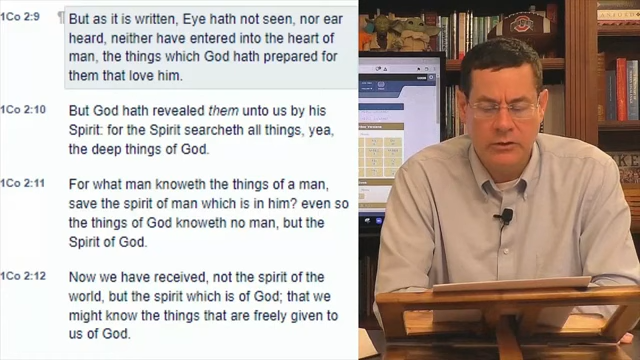 1Co 2:9 ¶ But as it is written, Eye hath not seen, nor ear
heard, neither have entered into the heart of
man, the things which God hath prepared for
them that love him.
1Co 2:10 But God hath revealed them unto us by his
Spirit: for the Spirit searcheth all things, yea,
the deep things of God.
1Co 2:11 For what man knoweth the things of a man,
save the spirit of man which is in him? even so
the things of God knoweth no man, but the
Spirit of God.
1Co 2:12 Now we have received, not the spirit of the
world, but the spirit which is of God; that we
might know the things that are freely given to
us of God.